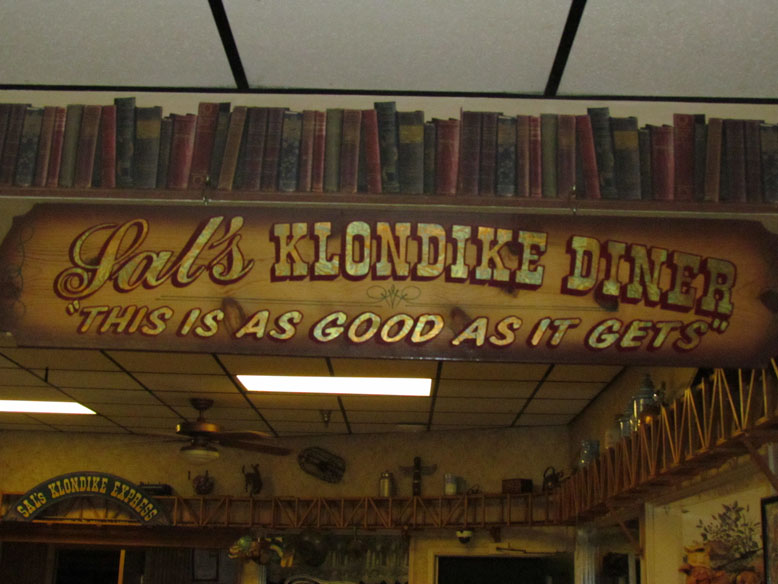 Sal's KLONDIKE DINER
"THIS IS AS GOOD AS IT GETS"
SAL'S KLONDIKE EXPRESS